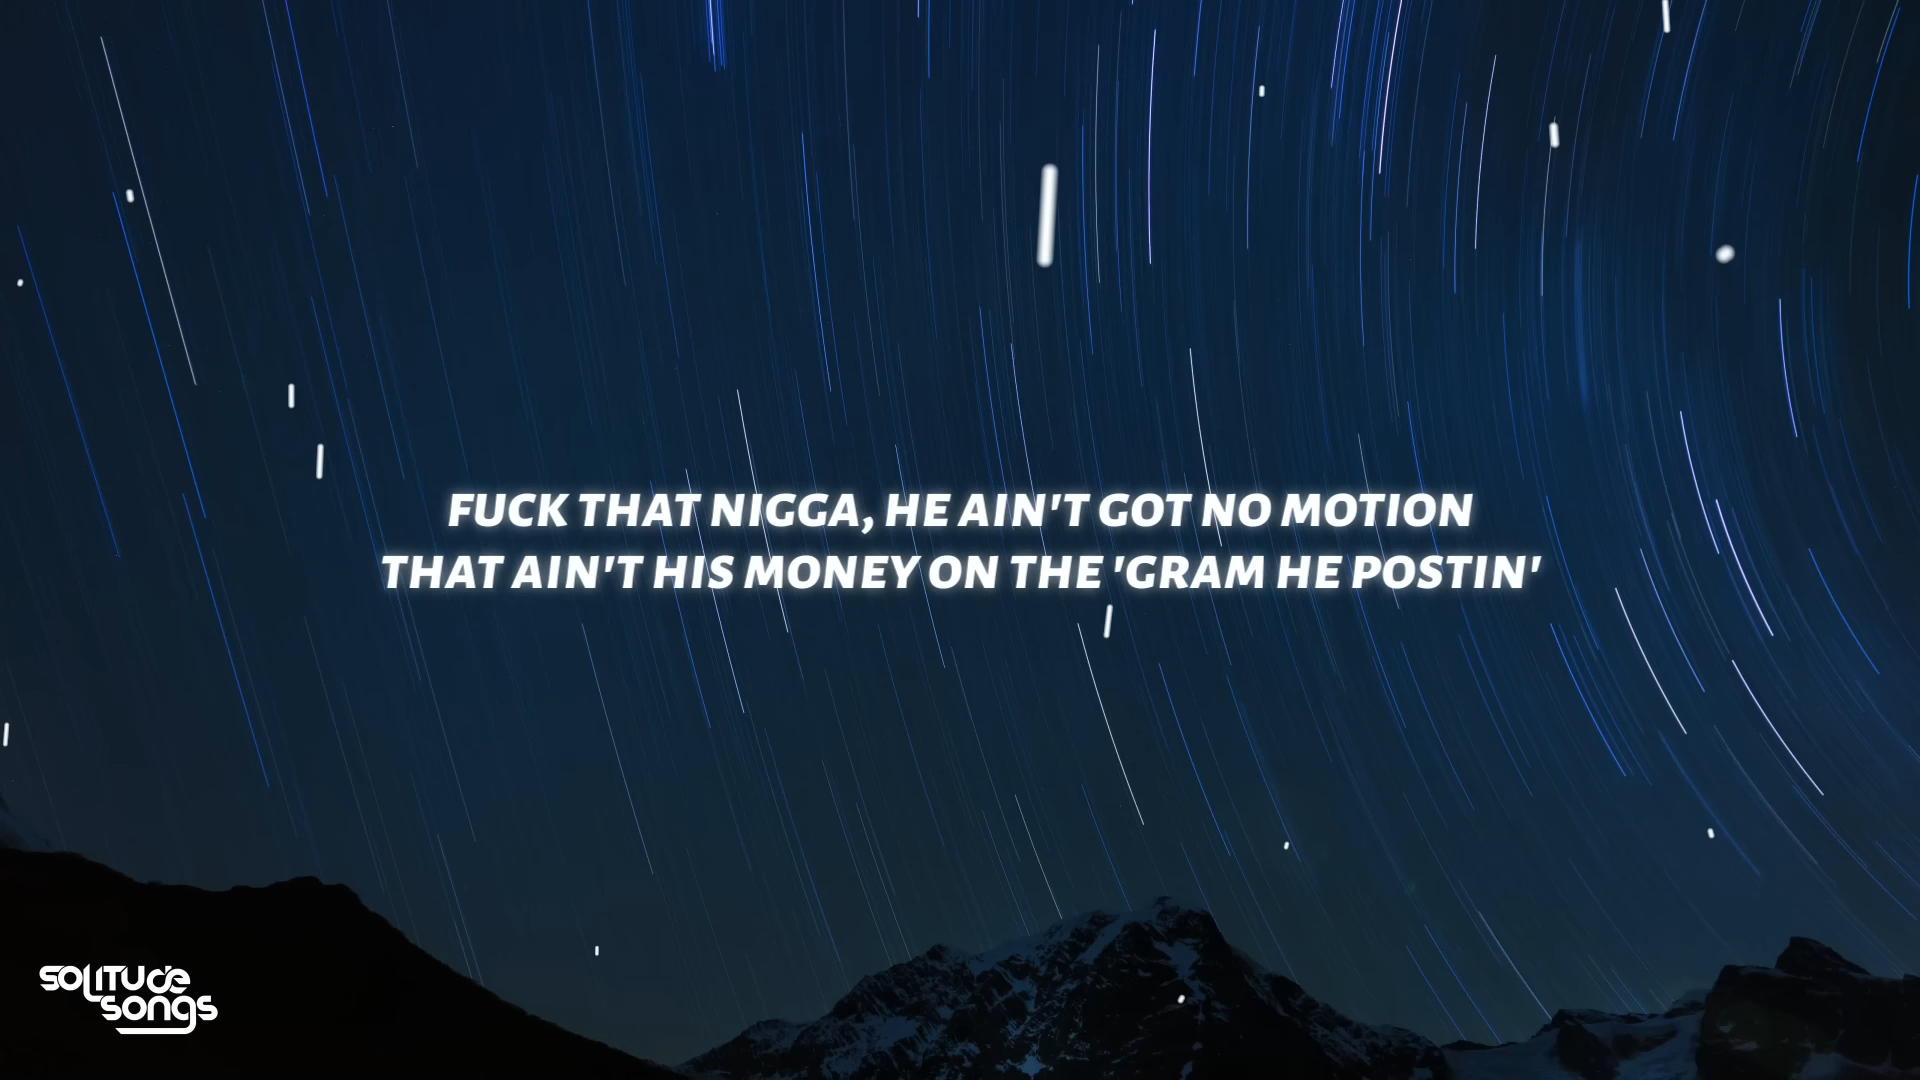 FUCK THAT NIGGA, HE AIN'T GOT NO MOTION
THAT AIN'T HIS MONEY ON THE 'GRAM HE POSTIN'
SOLITUDE
SONGS